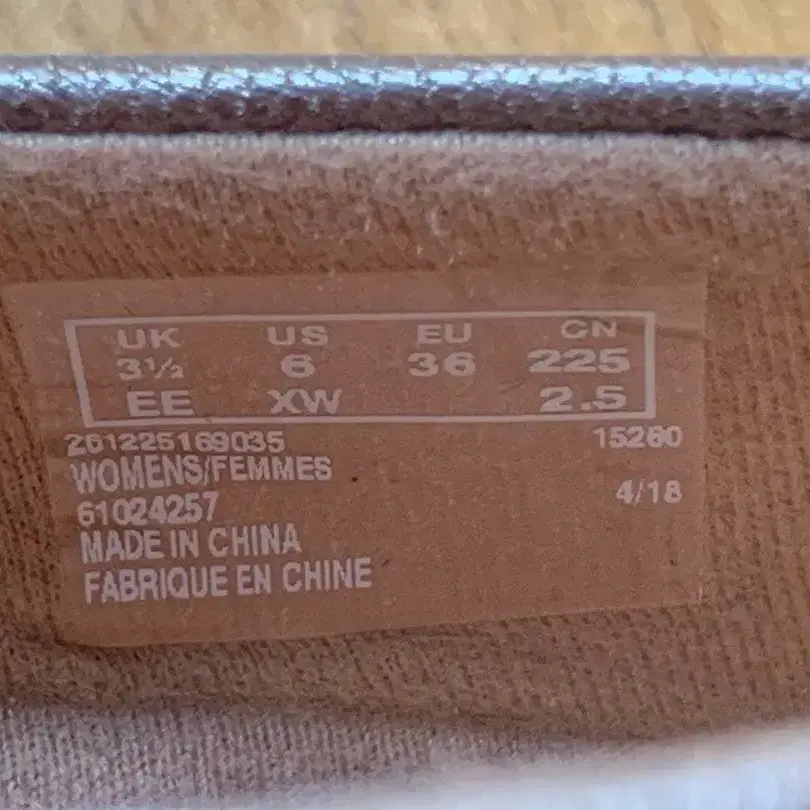 UK US EU CN
3½ 6 36 225
EE XW 2.5
261225169035 15260
WOMENS/FEMMES
61024257 4/18
MADE IN CHINA
FABRIQUE EN CHINE